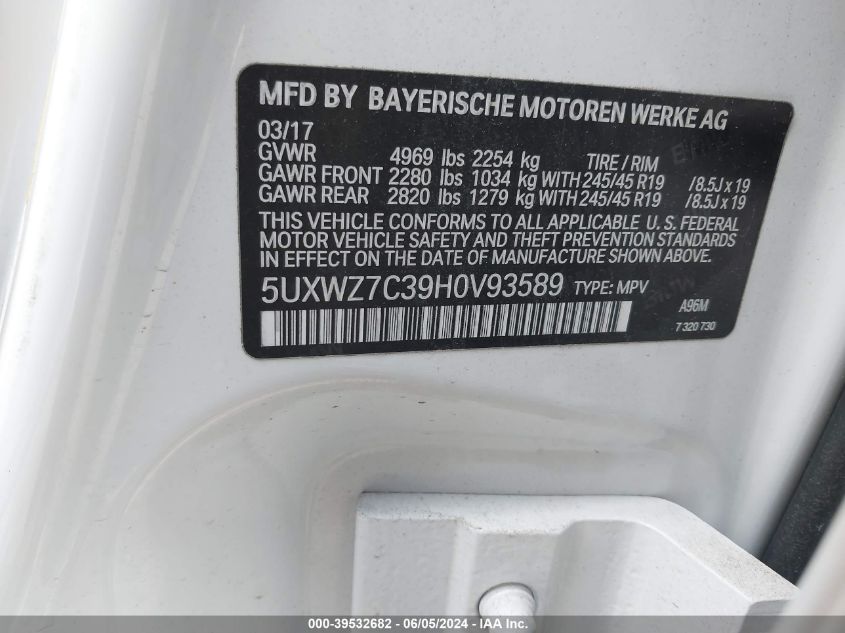 MFD BY BAYERISCHE MOTOREN WERKE AG
03/17
GVWR 4969 lbs 2254 kg TIRE / RIM
GAWR FRONT 2280 lbs 1034 kg WITH 245/45 R19 /8.5J x 19
GAWR REAR 2820 lbs 1279 kg WITH 245/45 R19 /8.5J x 19
THIS VEHICLE CONFORMS TO ALL APPLICABLE U. S. FEDERAL
MOTOR VEHICLE SAFETY AND THEFT PREVENTION STANDARDS
IN EFFECT ON THE DATE OF MANUFACTURE SHOWN ABOVE.
5UXWZ7C39H0V93589 TYPE: MPV
A96M
7 320 730
000-39532682 - 06/05/2024 - IAA Inc.